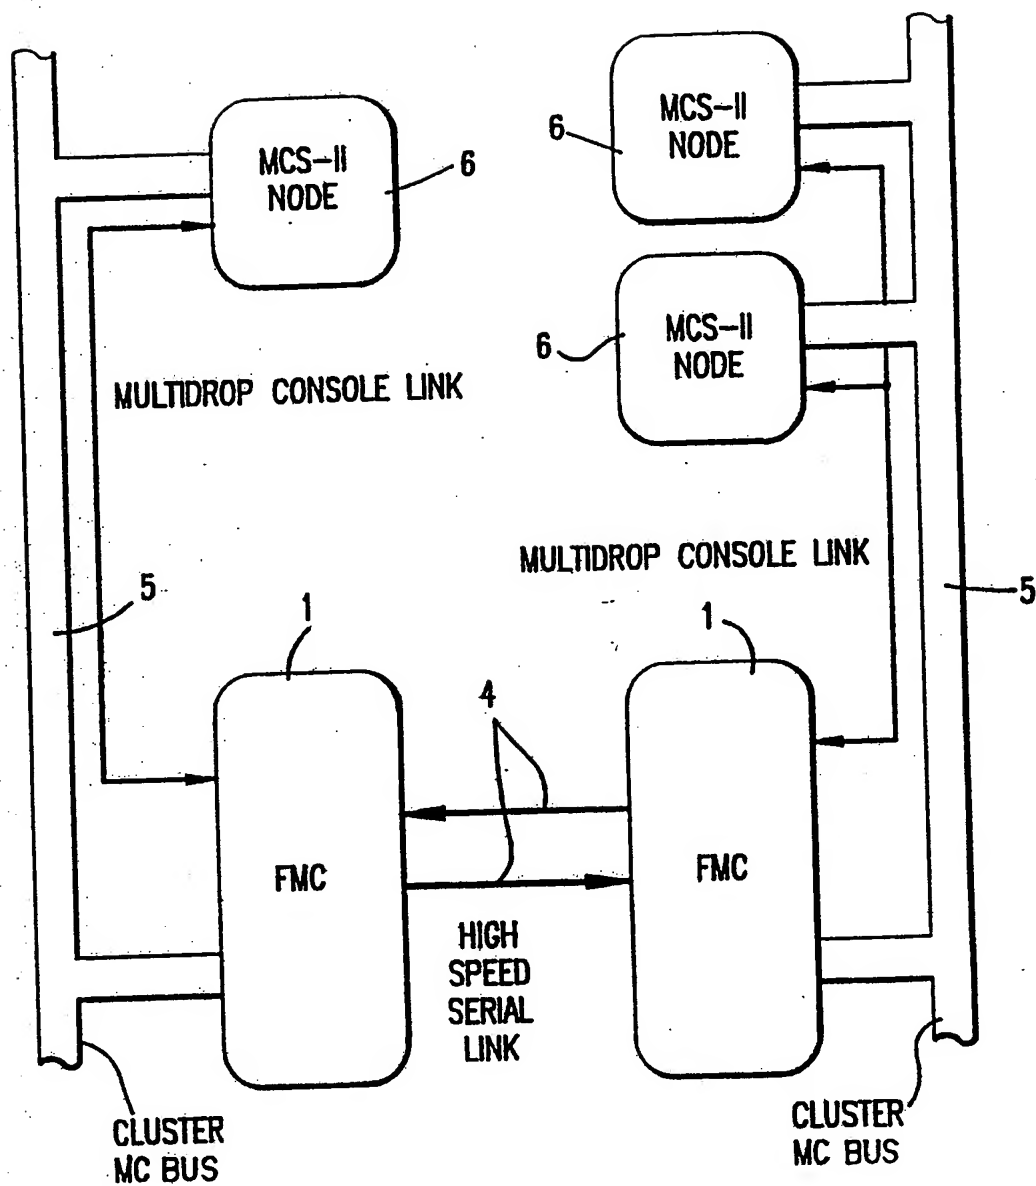 MCS-II
NODE
6
MCS-II
NODE
6
MCS-II
NODE
6
MULTIDROP CONSOLE LINK
MULTIDROP CONSOLE LINK
5
5
1
1
4
FMC
FMC
HIGH
SPEED
SERIAL
LINK
CLUSTER
MC BUS
CLUSTER
MC BUS